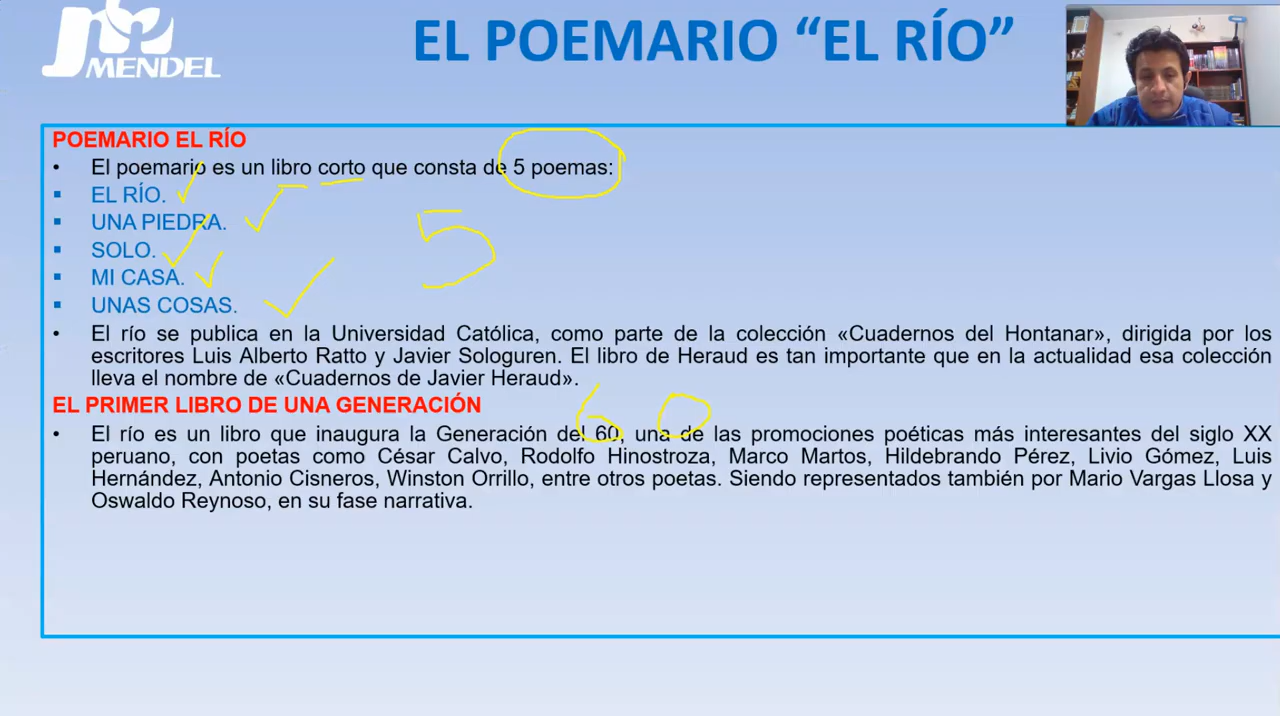 MENDEL
EL POEMARIO “EL RÍO”
POEMARIO EL RÍO
• El poemario es un libro corto que consta de 5 poemas:
▪ EL RÍO.
▪ UNA PIEDRA.
▪ SOLO.
▪ MI CASA.
▪ UNAS COSAS.
5
• El río se publica en la Universidad Católica, como parte de la colección «Cuadernos del Hontanar», dirigida por los
escritores Luis Alberto Ratto y Javier Sologuren. El libro de Heraud es tan importante que en la actualidad esa colección
lleva el nombre de «Cuadernos de Javier Heraud».
EL PRIMER LIBRO DE UNA GENERACIÓN
60
• El río es un libro que inaugura la Generación del 60, una de las promociones poéticas más interesantes del siglo XX
peruano, con poetas como César Calvo, Rodolfo Hinostroza, Marco Martos, Hildebrando Pérez, Livio Gómez, Luis
Hernández, Antonio Cisneros, Winston Orrillo, entre otros poetas. Siendo representados también por Mario Vargas Llosa y
Oswaldo Reynoso, en su fase narrativa.